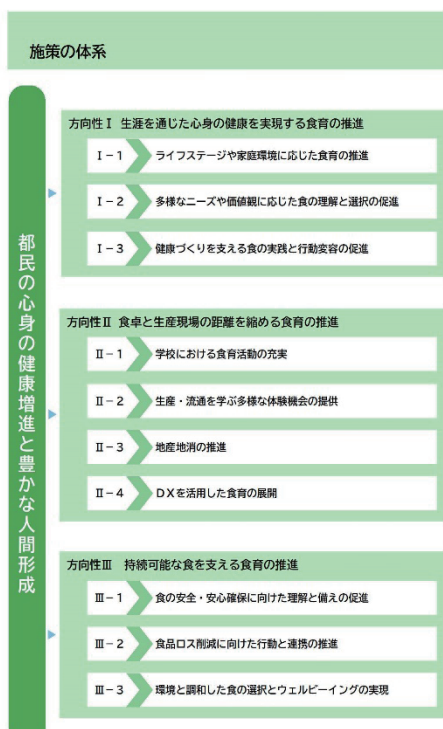 施策の体系
都民の心身の健康増進と豊かな人間形成
方向性Ⅰ 生涯を通じた心身の健康を実現する食育の推進
Ⅰ－1 ライフステージや家庭環境に応じた食育の推進
Ⅰ－2 多様なニーズや価値観に応じた食の理解と選択の促進
Ⅰ－3 健康づくりを支える食の実践と行動変容の促進
方向性Ⅱ 食卓と生産現場の距離を縮める食育の推進
Ⅱ－1 学校における食育活動の充実
Ⅱ－2 生産・流通を学ぶ多様な体験機会の提供
Ⅱ－3 地産地消の推進
Ⅱ－4 DXを活用した食育の展開
方向性Ⅲ 持続可能な食を支える食育の推進
Ⅲ－1 食の安全・安心確保に向けた理解と備えの促進
Ⅲ－2 食品ロス削減に向けた行動と連携の推進
Ⅲ－3 環境と調和した食の選択とウェルビーイングの実現